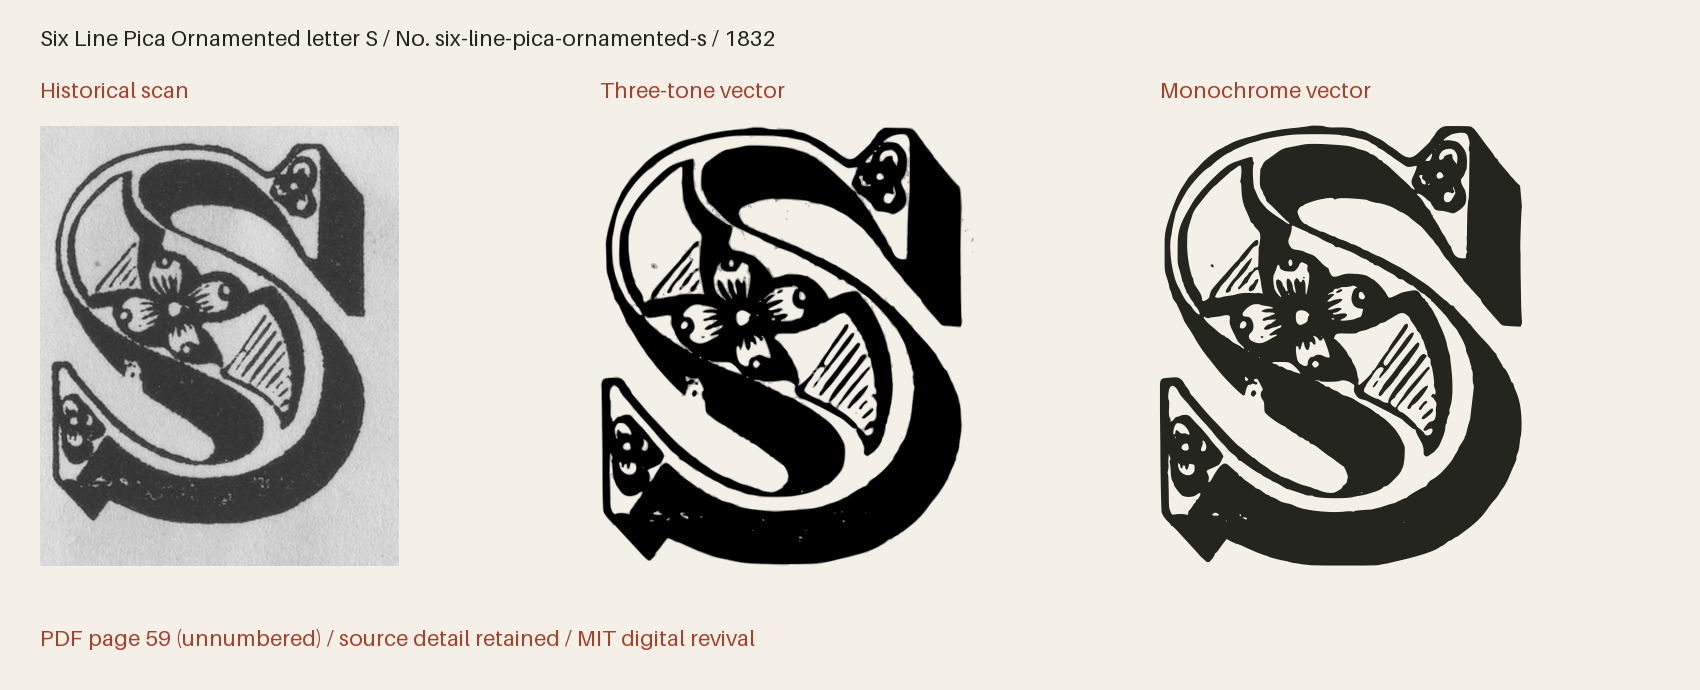 Six Line Pica Ornamented letter S / No. six-line-pica-ornamented-s / 1832
Historical scan
Three-tone vector
Monochrome vector
S
S
S
PDF page 59 (unnumbered) / source detail retained / MIT digital revival